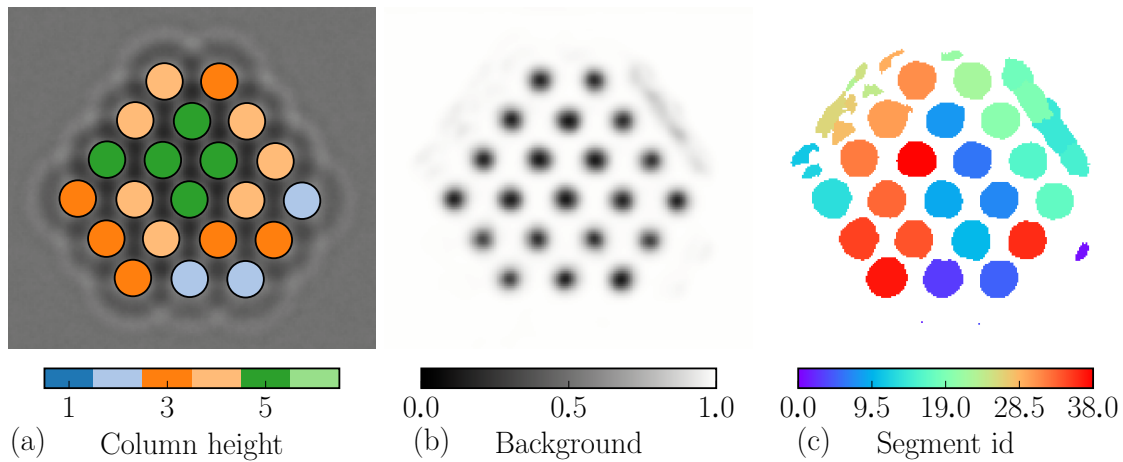 1 3 5
0.0 0.5 1.0
0.0 9.5 19.0 28.5 38.0
(a) Column height
(b) Background
(c) Segment id